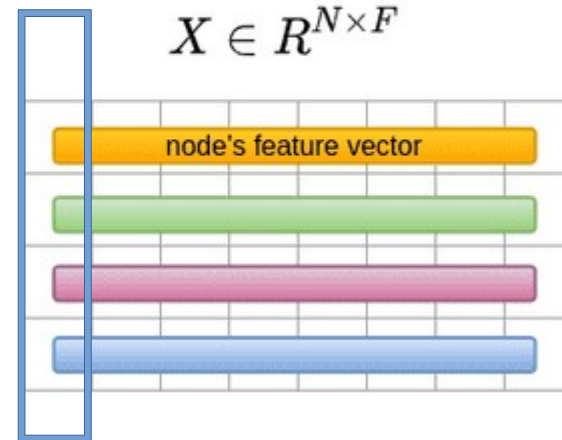 X ∈ R^{N×F}
node's feature vector